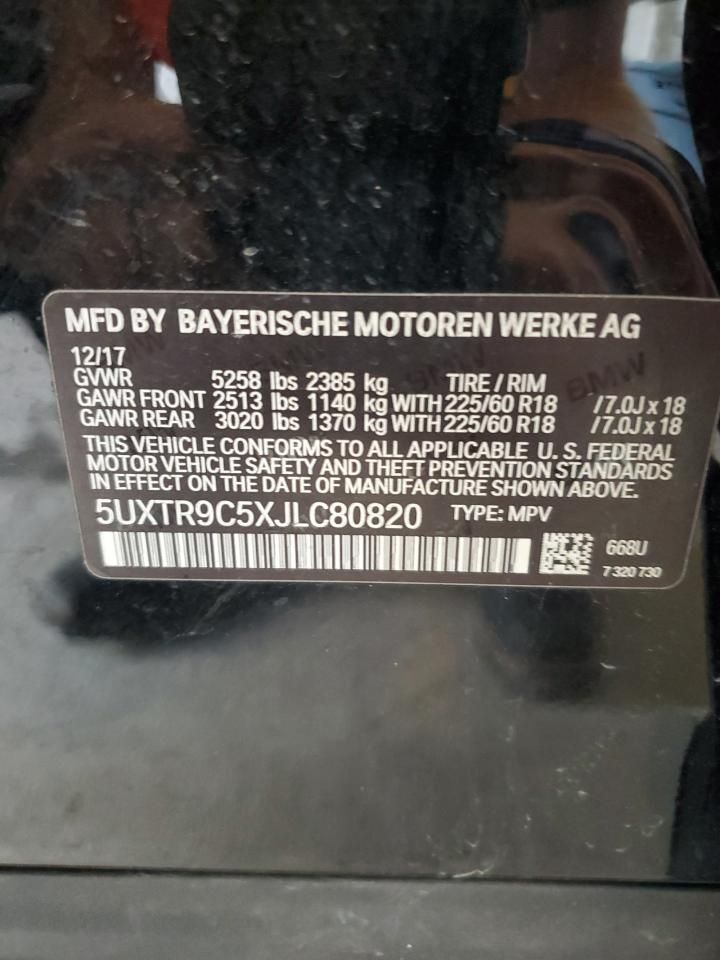 MFD BY BAYERISCHE MOTOREN WERKE AG
12/17
GVWR 5258 lbs 2385 kg TIRE / RIM
GAWR FRONT 2513 lbs 1140 kg WITH 225/60 R18 / 7.0J x 18
GAWR REAR 3020 lbs 1370 kg WITH 225/60 R18 / 7.0J x 18
THIS VEHICLE CONFORMS TO ALL APPLICABLE U. S. FEDERAL
MOTOR VEHICLE SAFETY AND THEFT PREVENTION STANDARDS
IN EFFECT ON THE DATE OF MANUFACTURE SHOWN ABOVE.
5UXTR9C5XJLC80820 TYPE: MPV
668U
7 320 730
BMW
BMW